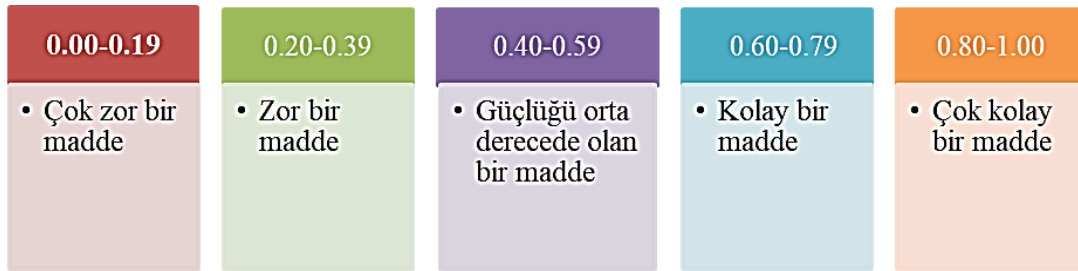 0.00-0.19
• Çok zor bir
madde
0.20-0.39
• Zor bir
madde
0.40-0.59
• Güçlüğü orta
derecede olan
bir madde
0.60-0.79
• Kolay bir
madde
0.80-1.00
• Çok kolay
bir madde